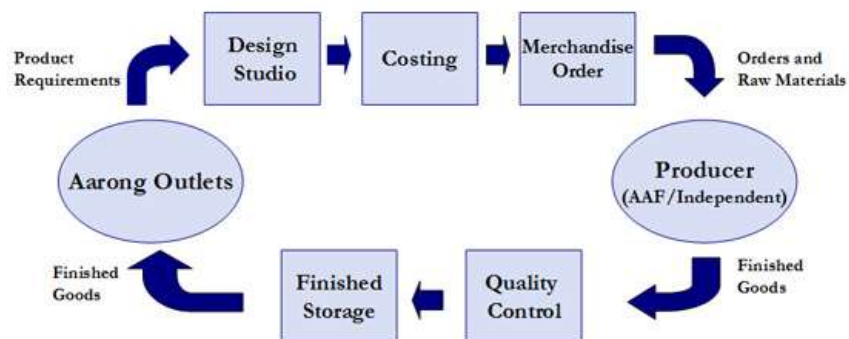 Product
Requirements
Design
Studio
Costing
Merchandise
Order
Orders and
Raw Materials
Aarong Outlets
Producer
(AAF/Independent)
Finished
Goods
Finished
Storage
Quality
Control
Finished
Goods